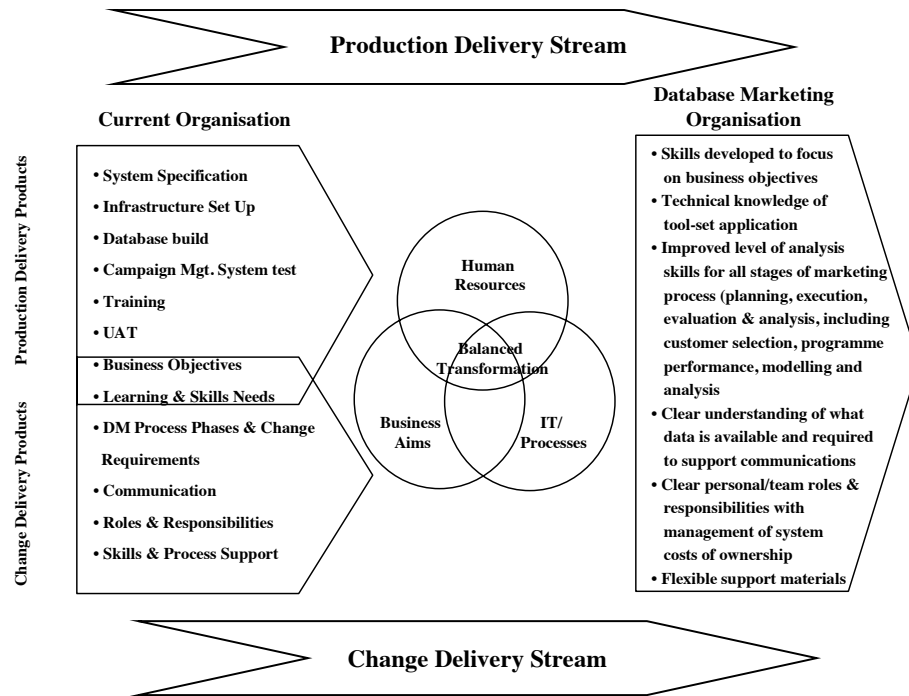 Production Delivery Stream
Current Organisation
Production Delivery Products
Change Delivery Products
• System Specification
• Infrastructure Set Up
• Database build
• Campaign Mgt. System test
• Training
• UAT
• Business Objectives
• Learning & Skills Needs
• DM Process Phases & Change
Requirements
• Communication
• Roles & Responsibilities
• Skills & Process Support
Human
Resources
Balanced
Transformation
Business
Aims
IT/
Processes
Database Marketing
Organisation
• Skills developed to focus
on business objectives
• Technical knowledge of
tool-set application
• Improved level of analysis
skills for all stages of marketing
process (planning, execution,
evaluation & analysis, including
customer selection, programme
performance, modelling and
analysis
• Clear understanding of what
data is available and required
to support communications
• Clear personal/team roles &
responsibilities with
management of system
costs of ownership
• Flexible support materials
Change Delivery Stream